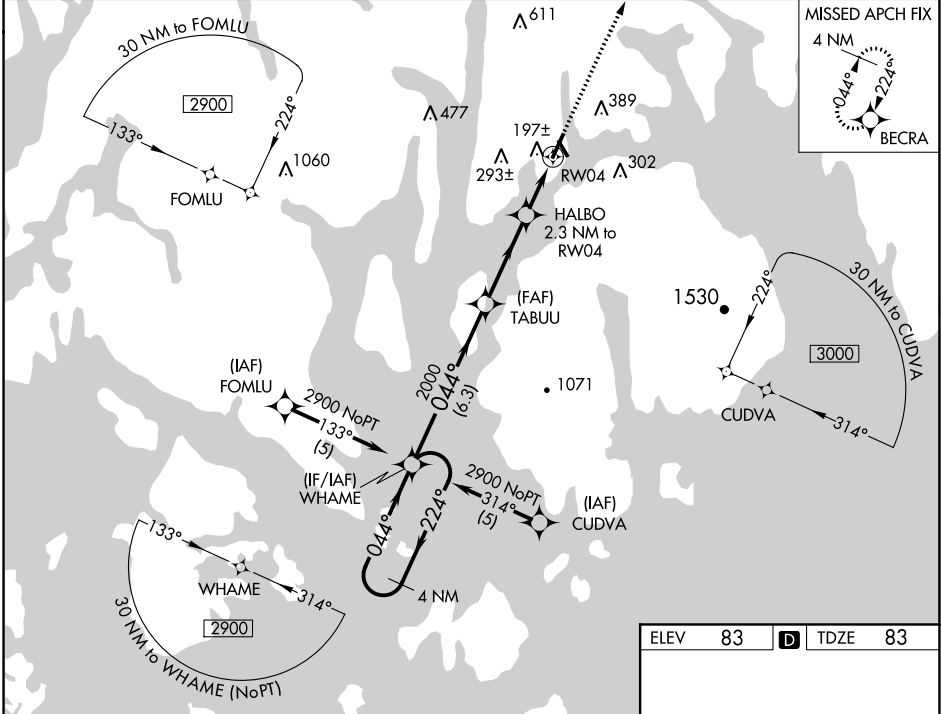 30 NM to FOMLU
2900
133°
224°
FOMLU
1060
611
477
389
197±
293±
302
RW04
MISSED APCH FIX
4 NM
044°
224°
BECRA
HALBO
2.3 NM to
RW04
(FAF)
TABUU
1530
30 NM to CUDVA
224°
3000
CUDVA
314°
1071
(IAF)
FOMLU
2900 NoPT
133°
(5)
2000
044°
(6.3)
(IF/IAF)
WHAME
2900 NoPT
314°
(5)
(IAF)
CUDVA
044°
224°
4 NM
133°
WHAME
314°
2900
30 NM to WHAME (NoPT)
ELEV 83 D TDZE 83